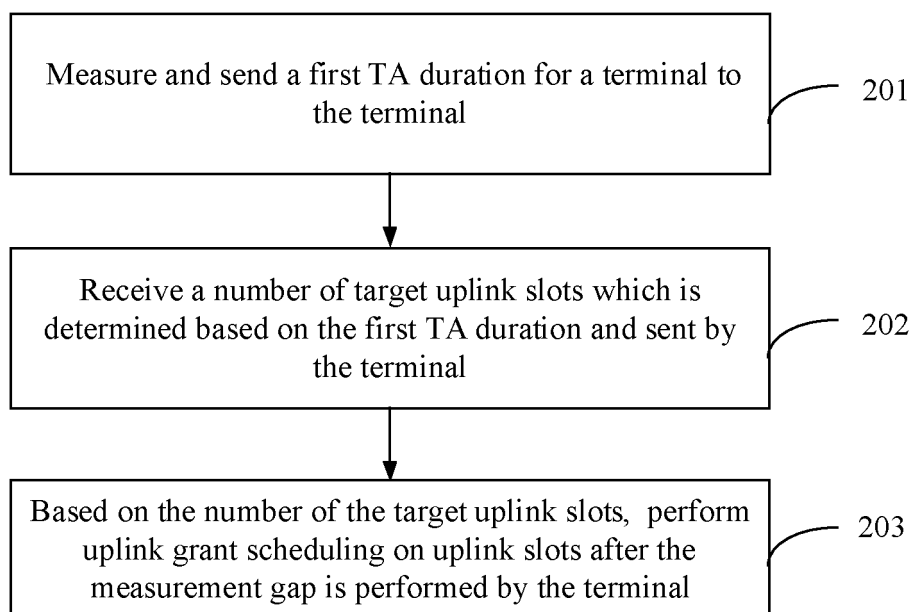 Measure and send a first TA duration for a terminal to
the terminal
201
Receive a number of target uplink slots which is
determined based on the first TA duration and sent by
the terminal
202
Based on the number of the target uplink slots, perform
uplink grant scheduling on uplink slots after the
measurement gap is performed by the terminal
203